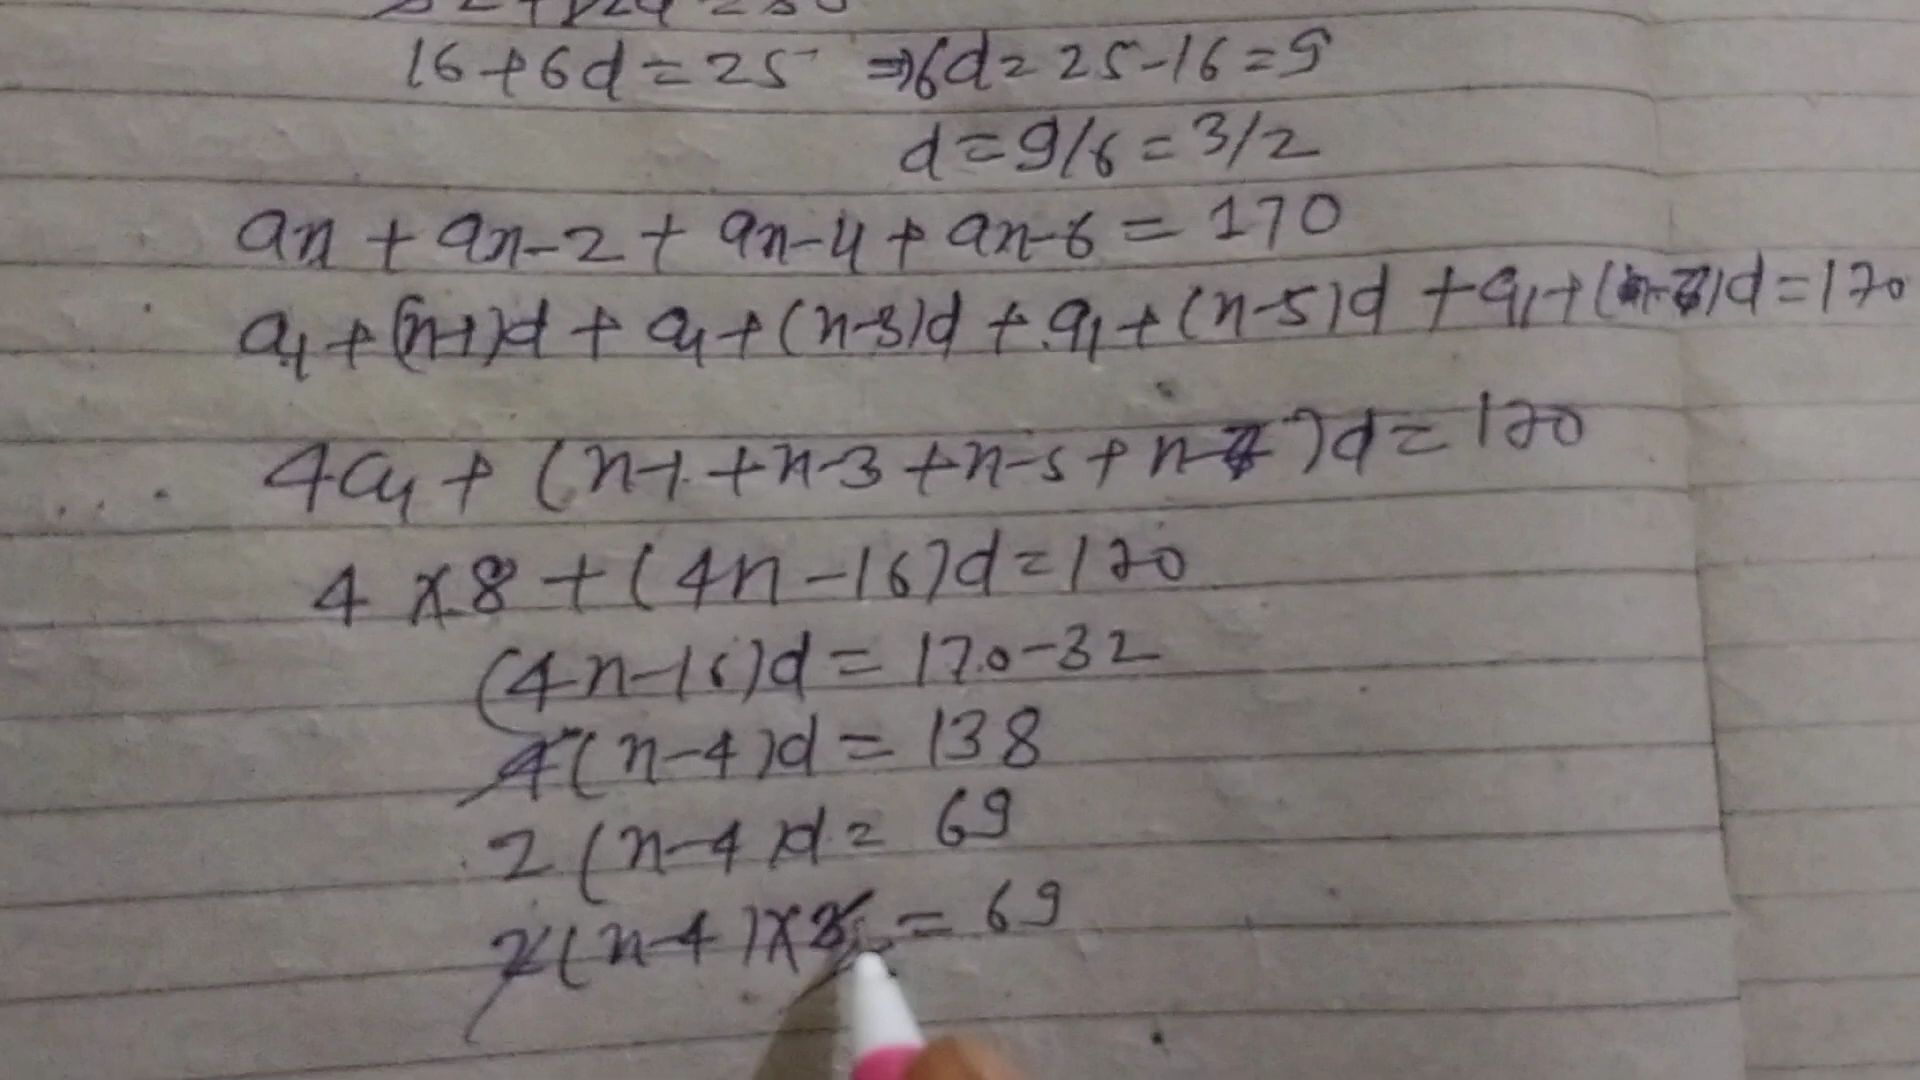 16+6d=25 ⇒6d=25-16=9
d=9/6=3/2
an+an-2+an-4+an-6=170
a1+(n-1)d+a1+(n-3)d+a1+(n-5)d+a1+(n-7)d=170
4a1+(n-1+n-3+n-5+n-7)d=170
4×8+(4n-16)d=170
(4n-16)d=170-32
4(n-4)d=138
2(n-4)d=69
2(n-4)×3/2=69